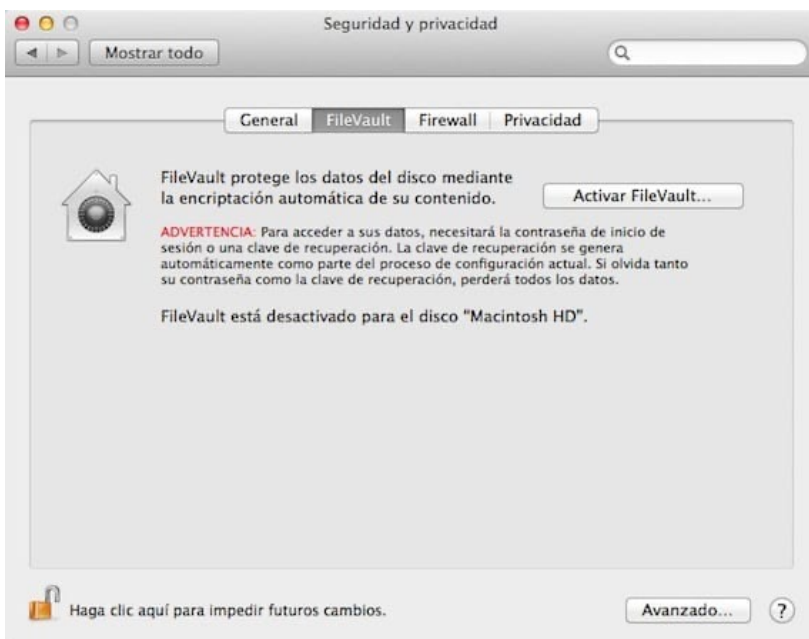 Seguridad y privacidad
Mostrar todo
General FileVault Firewall Privacidad
FileVault protege los datos del disco mediante
la encriptación automática de su contenido.
Activar FileVault...
ADVERTENCIA: Para acceder a sus datos, necesitará la contraseña de inicio de
sesión o una clave de recuperación. La clave de recuperación se genera
automáticamente como parte del proceso de configuración actual. Si olvida tanto
su contraseña como la clave de recuperación, perderá todos los datos.
FileVault está desactivado para el disco "Macintosh HD".
Haga clic aquí para impedir futuros cambios.
Avanzado...
?